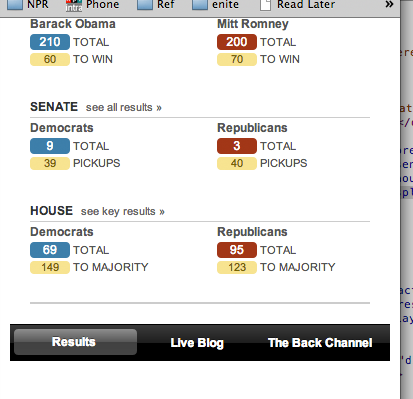 NPR intra Phone Ref enite Read Later »
Barack Obama Mitt Romney
210 TOTAL 200 TOTAL
60 TO WIN 70 TO WIN
SENATE see all results »
Democrats Republicans
9 TOTAL 3 TOTAL
39 PICKUPS 40 PICKUPS
HOUSE see key results »
Democrats Republicans
69 TOTAL 95 TOTAL
149 TO MAJORITY 123 TO MAJORITY
Results Live Blog The Back Channel